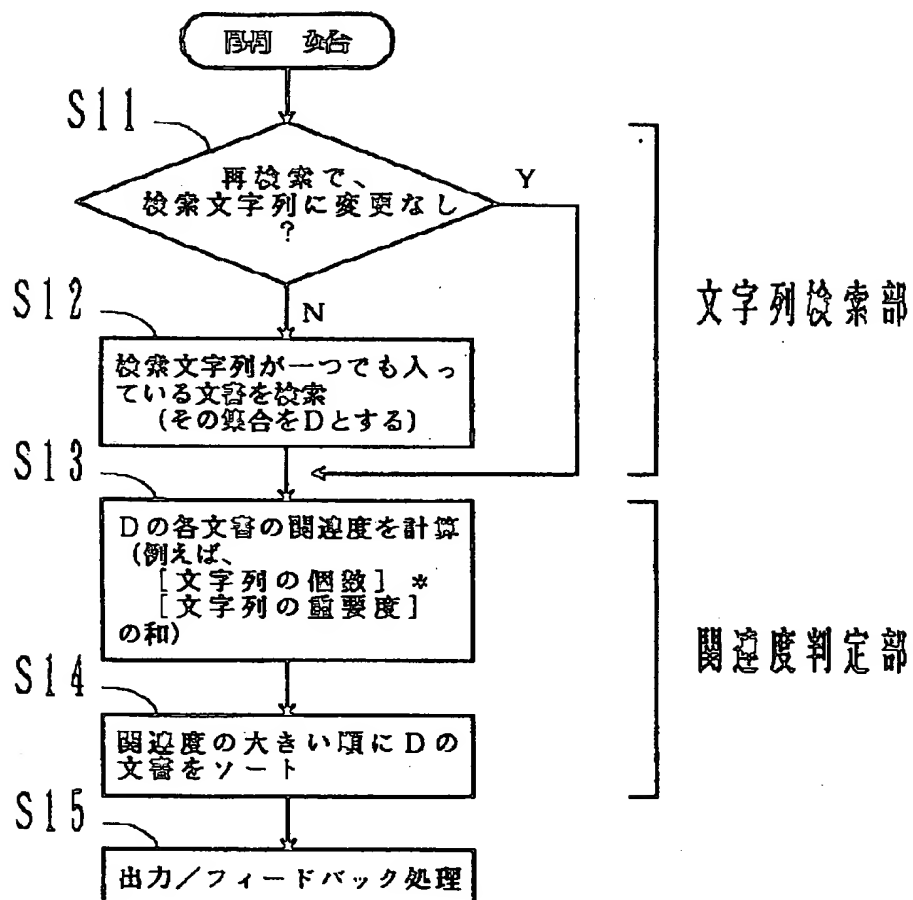 開 始
S11
再検索で、
検索文字列に変更なし
?
Y
N
S12
検索文字列が一つでも入っ
ている文書を検索
(その集合をDとする)
文字列検索部
S13
Dの各文書の関連度を計算
(例えば、
[文字列の個数] *
[文字列の重要度]
の和)
S14
関連度の大きい順にDの
文書をソート
関連度判定部
S15
出力/フィードバック処理